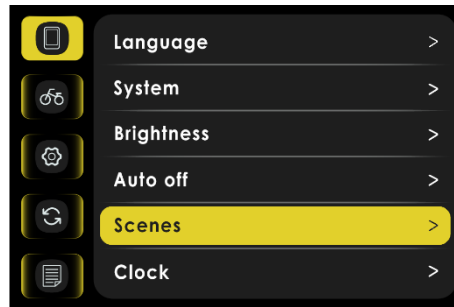 Language >
System >
Brightness >
Auto off >
Scenes >
Clock >